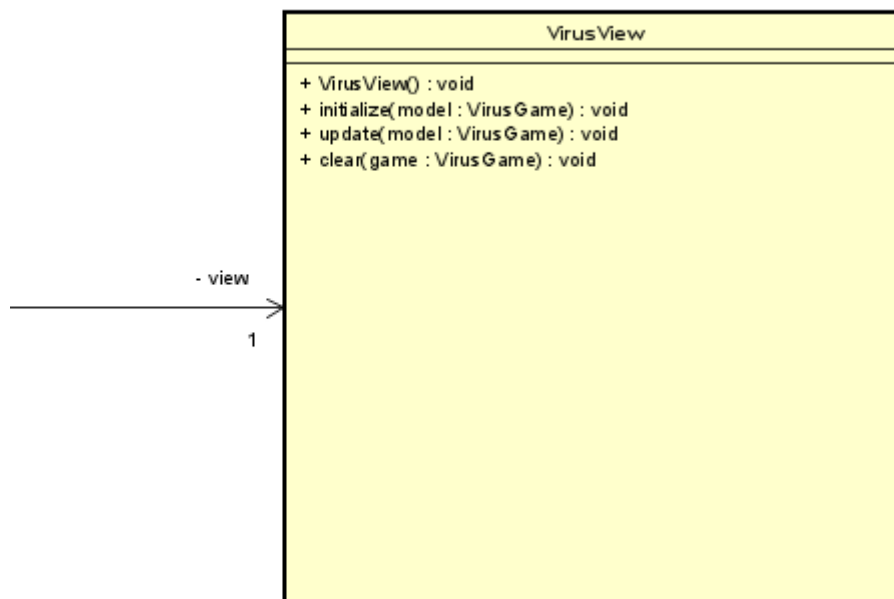 VirusView
+ VirusView() : void
+ initialize(model : VirusGame) : void
+ update(model : VirusGame) : void
+ clear(game : VirusGame) : void
- view
1